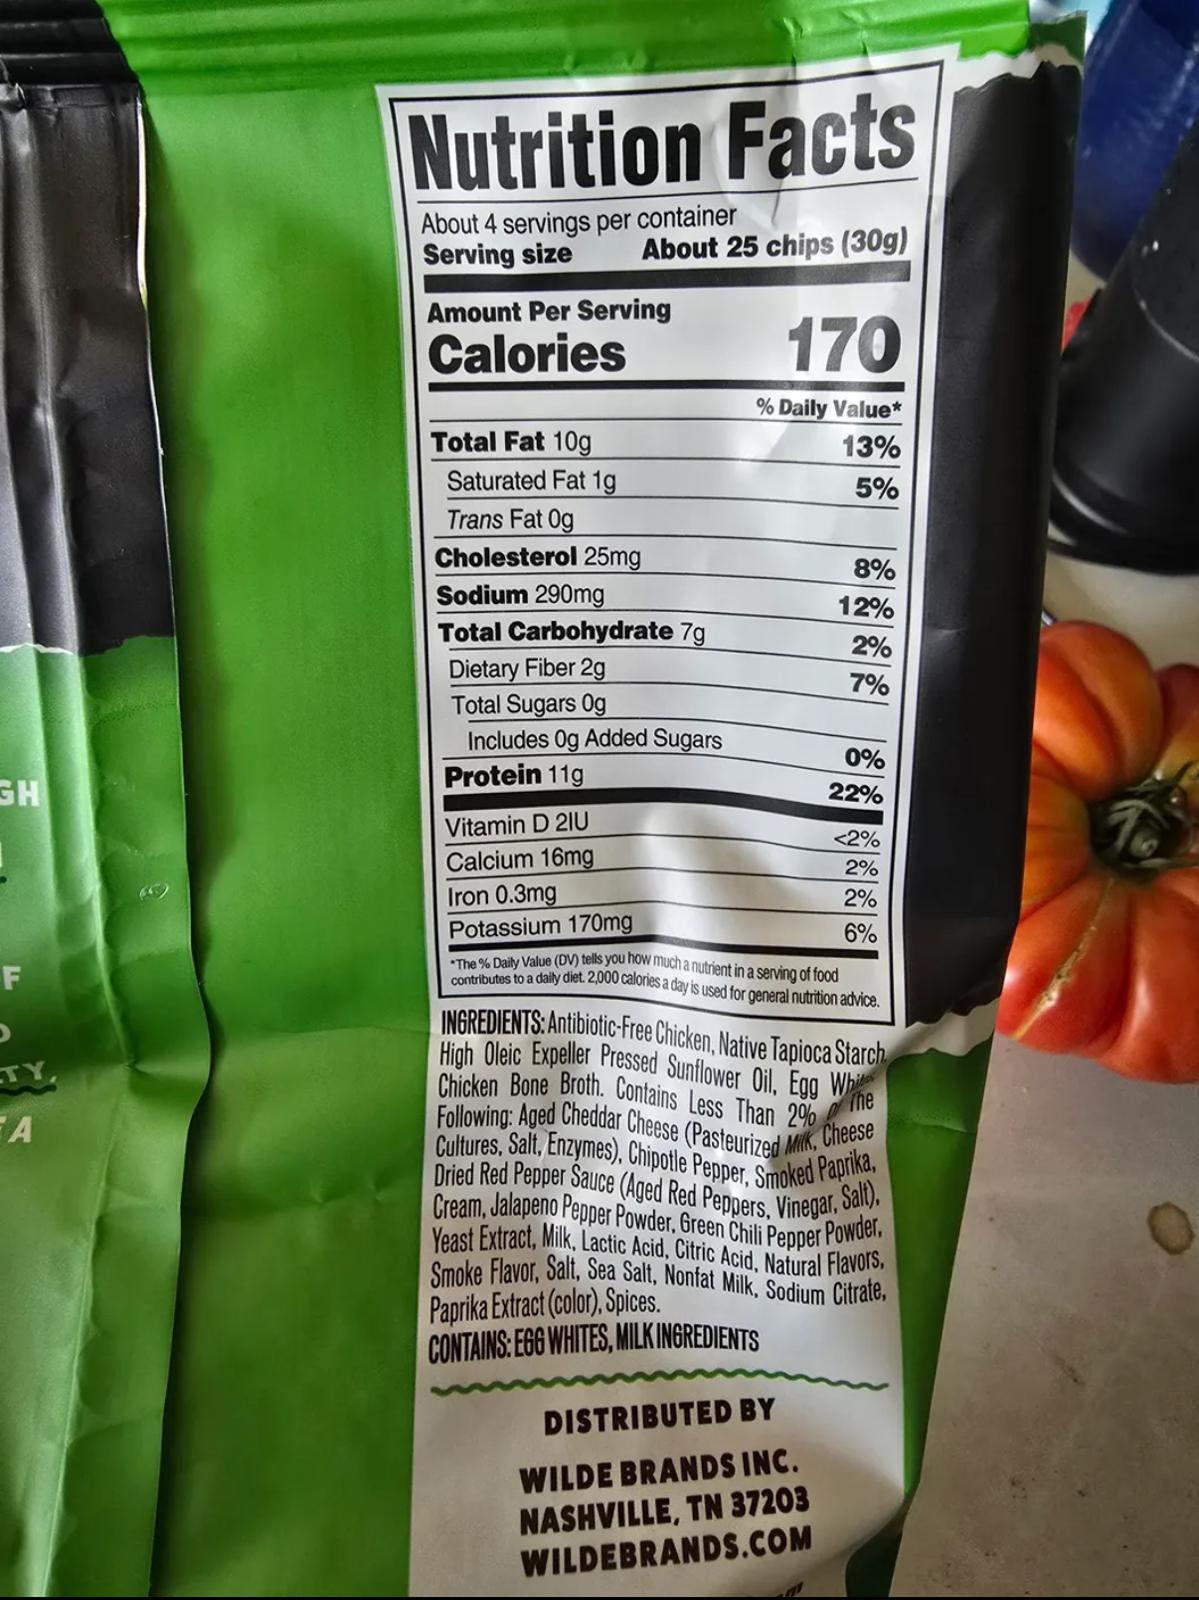 Nutrition Facts
About 4 servings per container
Serving size About 25 chips (30g)
Amount Per Serving
Calories 170
% Daily Value*
Total Fat 10g 13%
Saturated Fat 1g 5%
Trans Fat 0g
Cholesterol 25mg 8%
Sodium 290mg 12%
Total Carbohydrate 7g 2%
Dietary Fiber 2g 7%
Total Sugars 0g
Includes 0g Added Sugars 0%
Protein 11g 22%
Vitamin D 2IU <2%
Calcium 16mg 2%
Iron 0.3mg 2%
Potassium 170mg 6%
*The % Daily Value (DV) tells you how much a nutrient in a serving of food
contributes to a daily diet. 2,000 calories a day is used for general nutrition advice.
INGREDIENTS: Antibiotic-Free Chicken, Native Tapioca Starch,
High Oleic Expeller Pressed Sunflower Oil, Egg
Chicken Bone Broth. Contains Less Than 2% of The
Following: Aged Cheddar Cheese (Pasteurized Milk, Cheese
Cultures, Salt, Enzymes), Chipotle Pepper, Smoked Paprika,
Dried Red Pepper Sauce (Aged Red Peppers, Vinegar, Salt),
Cream, Jalapeno Pepper Powder, Green Chili Pepper Powder,
Yeast Extract, Milk, Lactic Acid, Citric Acid, Natural Flavors,
Smoke Flavor, Salt, Sea Salt, Nonfat Milk, Sodium Citrate,
Paprika Extract (color), Spices.
CONTAINS: EGG WHITES, MILK INGREDIENTS
DISTRIBUTED BY
WILDE BRANDS INC.
NASHVILLE, TN 37203
WILDEBRANDS.COM